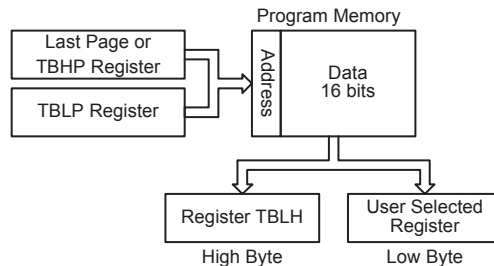 Program Memory
Last Page or
TBHP Register
TBLP Register
Address
Data
16 bits
Register TBLH
User Selected
Register
High Byte
Low Byte